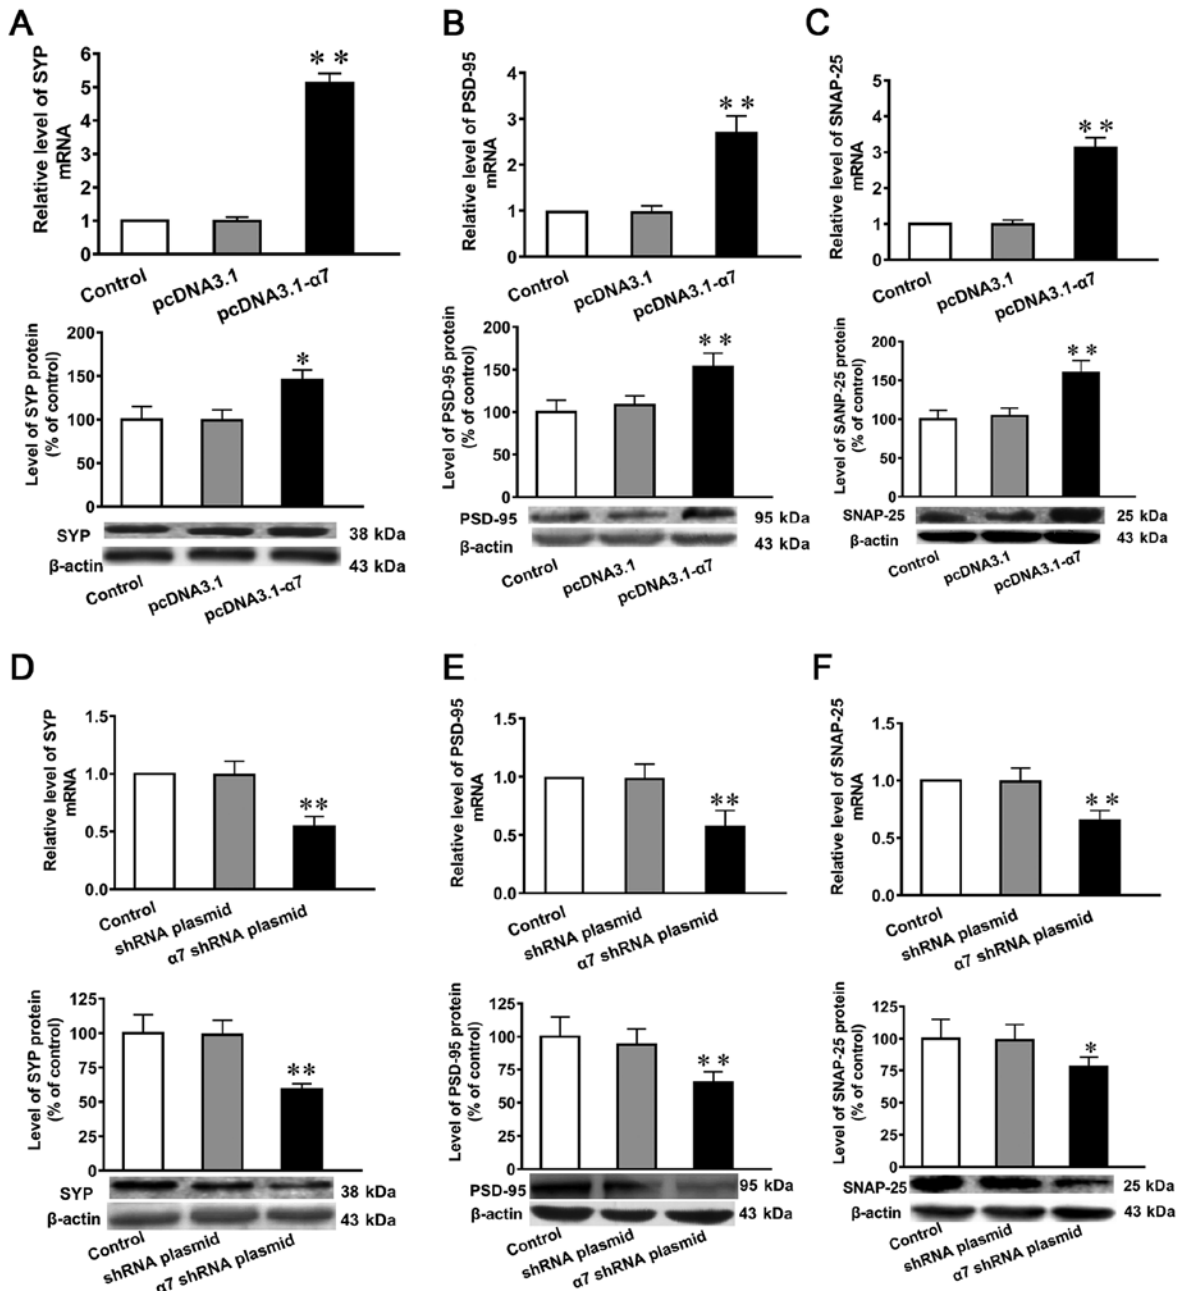 A
Relative level of SYP
mRNA
6
5
4
3
2
1
0
**
Control
pcDNA3.1
pcDNA3.1-α7
Level of SYP protein
(% of control)
200
150
100
50
0
*
SYP
38 kDa
β-actin
43 kDa
Control
pcDNA3.1
pcDNA3.1-α7
B
Relative level of PSD-95
mRNA
4
3
2
1
0
**
Control
pcDNA3.1
pcDNA3.1-α7
Level of PSD-95 protein
(% of control)
200
150
100
50
0
**
PSD-95
95 kDa
β-actin
43 kDa
Control
pcDNA3.1
pcDNA3.1-α7
C
Relative level of SNAP-25
mRNA
5
4
3
2
1
0
**
Control
pcDNA3.1
pcDNA3.1-α7
Level of SANP-25 protein
(% of control)
200
150
100
50
0
**
SNAP-25
25 kDa
β-actin
43 kDa
Control
pcDNA3.1
pcDNA3.1-α7
D
Relative level of SYP
mRNA
1.5
1.0
0.5
0.0
**
Control
shRNA plasmid
α7 shRNA plasmid
Level of SYP protein
(% of control)
125
100
75
50
25
0
**
SYP
38 kDa
β-actin
43 kDa
Control
shRNA plasmid
α7 shRNA plasmid
E
Relative level of PSD-95
mRNA
1.5
1.0
0.5
0.0
**
Control
shRNA plasmid
α7 shRNA plasmid
Level of PSD-95 protein
(% of control)
125
100
75
50
25
0
**
PSD-95
95 kDa
β-actin
43 kDa
Control
shRNA plasmid
α7 shRNA plasmid
F
Relative level of SNAP-25
mRNA
1.5
1.0
0.5
0.0
**
Control
shRNA plasmid
α7 shRNA plasmid
Level of SNAP-25 protein
(% of control)
125
100
75
50
25
0
*
SNAP-25
25 kDa
β-actin
43 kDa
Control
shRNA plasmid
α7 shRNA plasmid